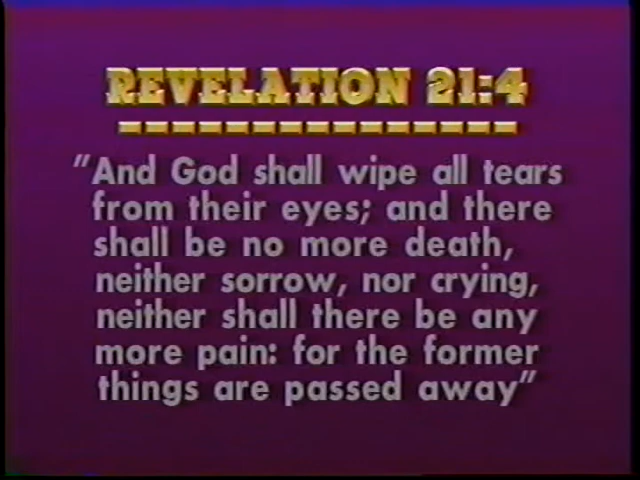 REVELATION 21:4
"And God shall wipe all tears
from their eyes; and there
shall be no more death,
neither sorrow, nor crying,
neither shall there be any
more pain: for the former
things are passed away"